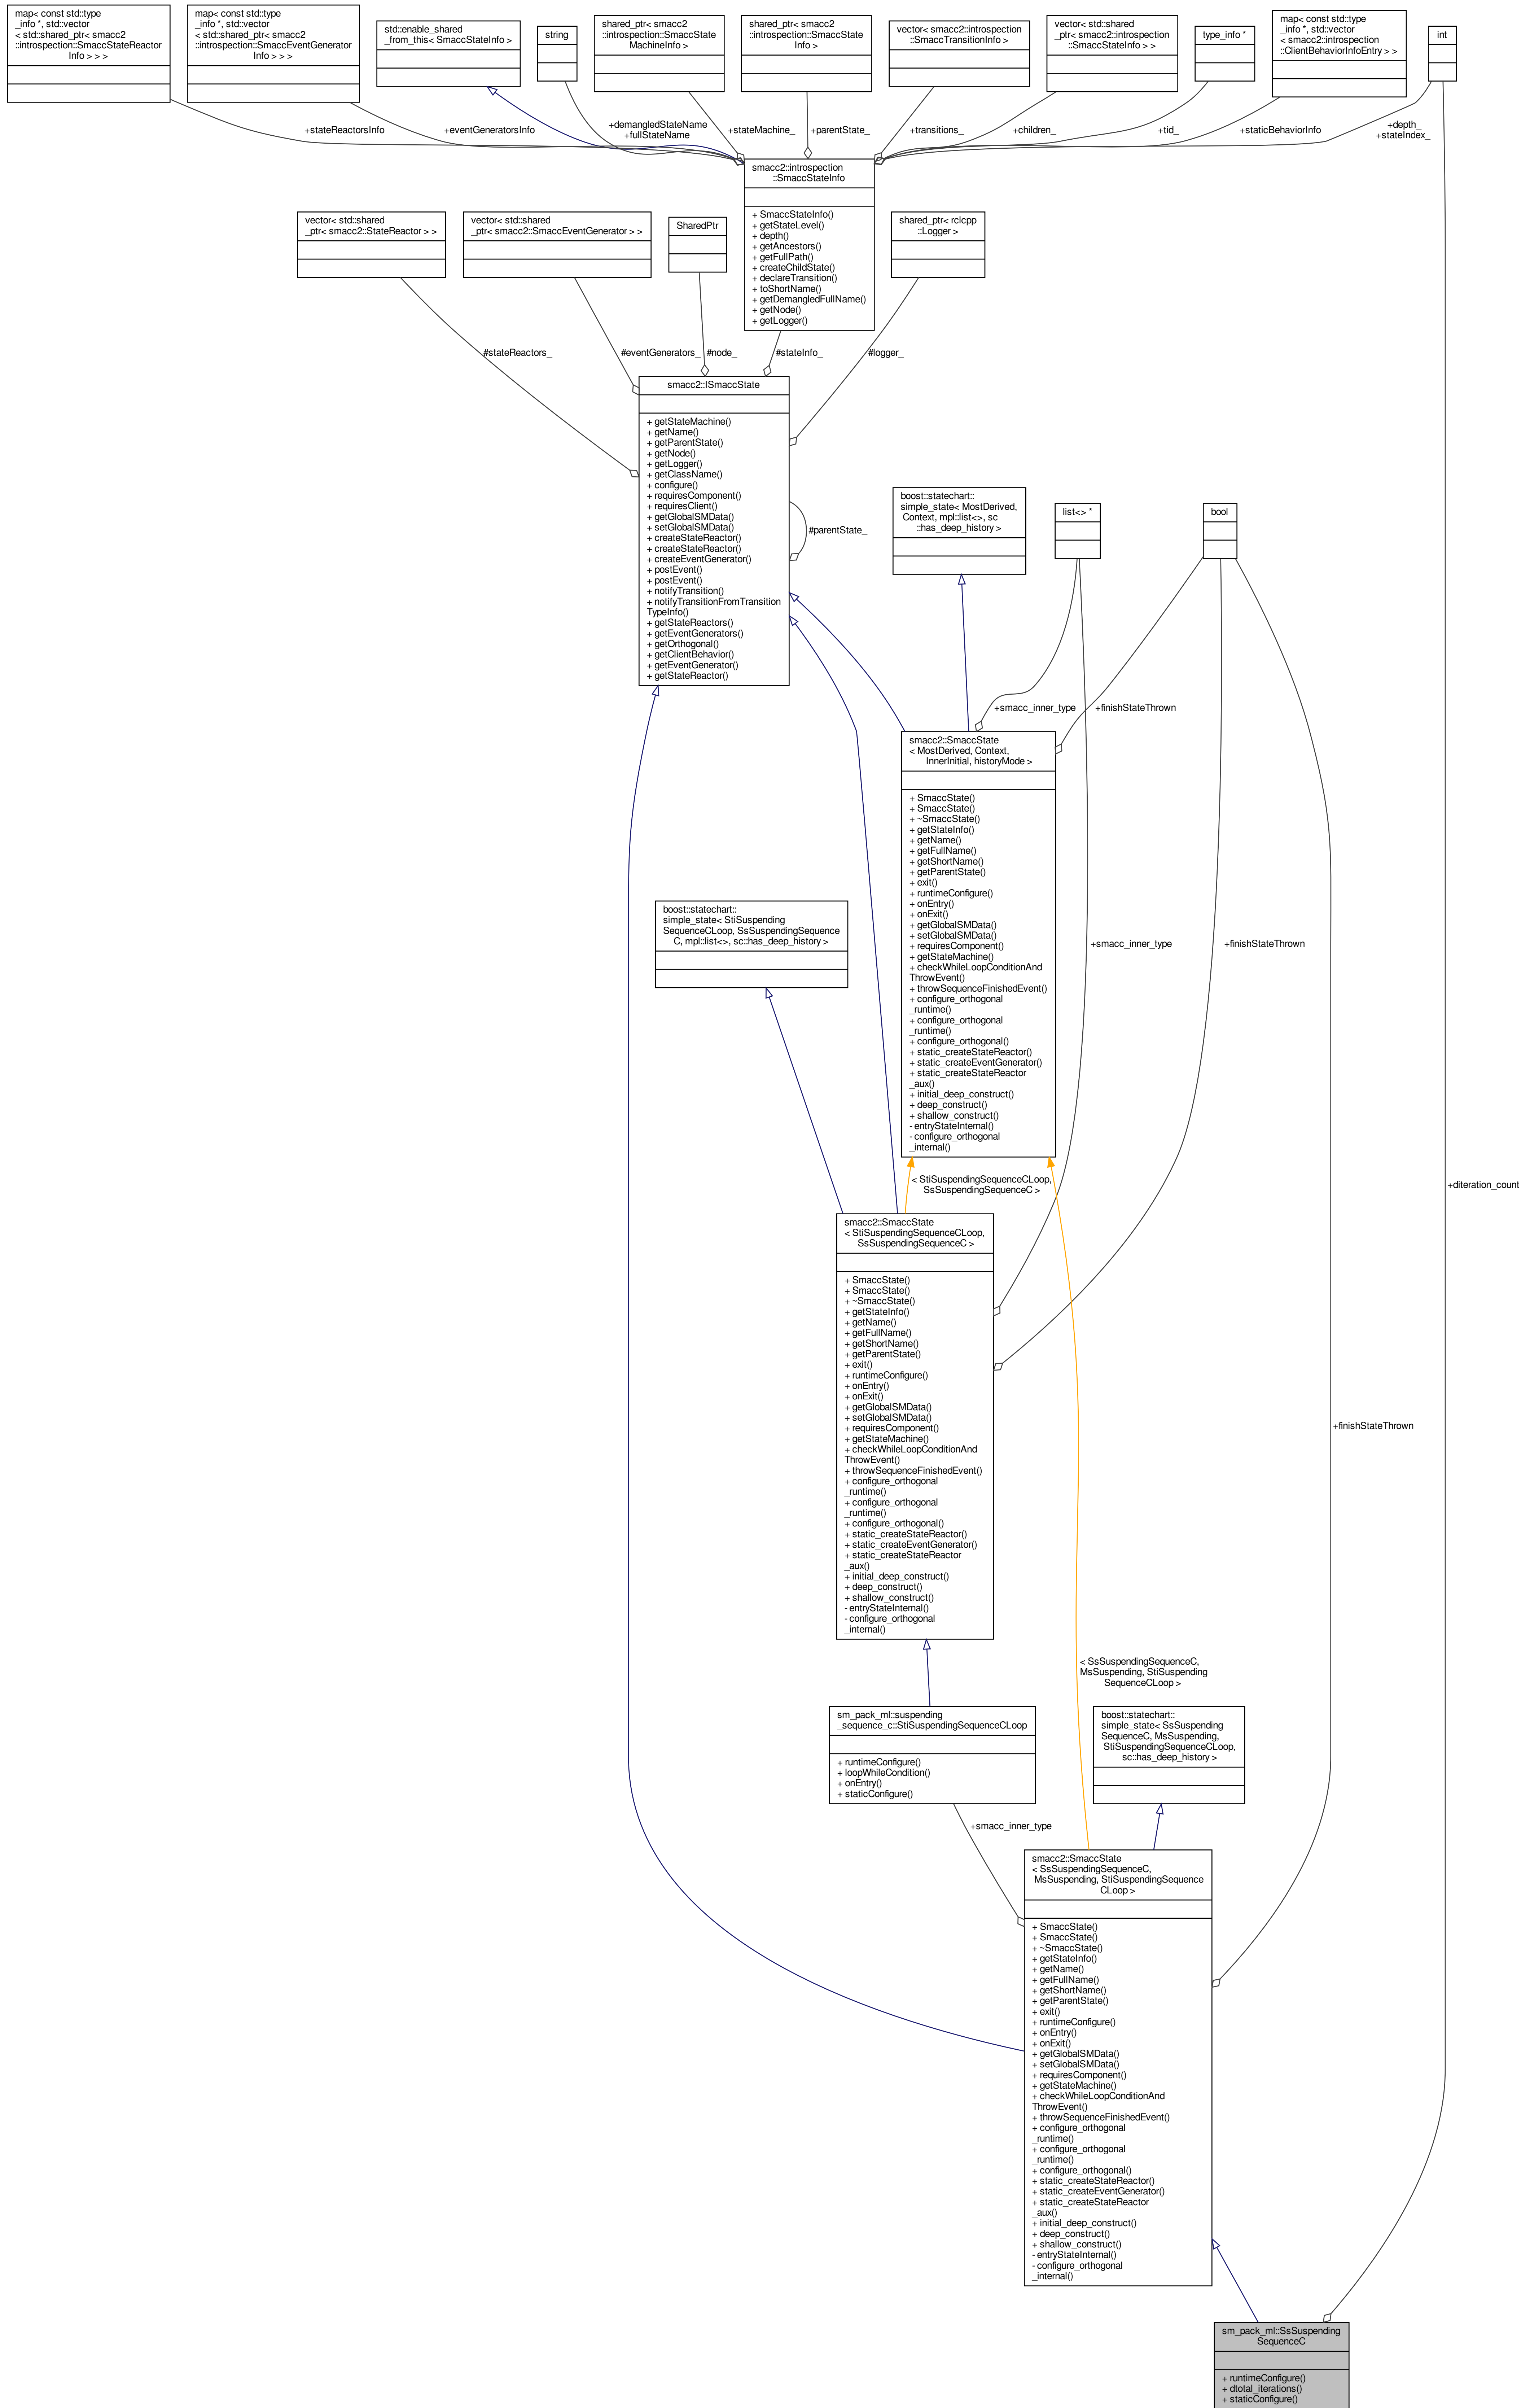 map< const std::type
_info *, std::vector
< std::shared_ptr< smacc2
::introspection::SmaccStateReactor
Info > > >
map< const std::type
_info *, std::vector
< std::shared_ptr< smacc2
::introspection::SmaccEventGenerator
Info > > >
std::enable_shared
_from_this< SmaccStateInfo >
string
shared_ptr< smacc2
::introspection::SmaccState
MachineInfo >
shared_ptr< smacc2
::introspection::SmaccState
Info >
vector< smacc2::introspection
::SmaccTransitionInfo >
vector< std::shared
_ptr< smacc2::introspection
::SmaccStateInfo > >
type_info *
map< const std::type
_info *, std::vector
< smacc2::introspection
::ClientBehaviorInfoEntry > >
int
+stateReactorsInfo
+eventGeneratorsInfo
+demangledStateName
+fullStateName
+stateMachine_
+parentState_
+transitions_
+children_
+tid_
+staticBehaviorInfo
+depth_
+stateIndex_
smacc2::introspection
::SmaccStateInfo
+ SmaccStateInfo()
+ getStateLevel()
+ depth()
+ getAncestors()
+ getFullPath()
+ createChildState()
+ declareTransition()
+ toShortName()
+ getDemangledFullName()
+ getNode()
+ getLogger()
vector< std::shared
_ptr< smacc2::StateReactor > >
vector< std::shared
_ptr< smacc2::SmaccEventGenerator > >
SharedPtr
shared_ptr< rclcpp
::Logger >
#stateReactors_
#eventGenerators_
#node_
#stateInfo_
#logger_
smacc2::ISmaccState
+ getStateMachine()
+ getName()
+ getParentState()
+ getNode()
+ getLogger()
+ getClassName()
+ configure()
+ requiresComponent()
+ requiresClient()
+ getGlobalSMData()
+ setGlobalSMData()
+ createStateReactor()
+ createStateReactor()
+ createEventGenerator()
+ postEvent()
+ postEvent()
+ notifyTransition()
+ notifyTransitionFromTransition
TypeInfo()
+ getStateReactors()
+ getEventGenerators()
+ getOrthogonal()
+ getClientBehavior()
+ getEventGenerator()
+ getStateReactor()
#parentState_
boost::statechart::
simple_state< MostDerived,
Context, mpl::list<>, sc
::has_deep_history >
list<> *
bool
+smacc_inner_type
+finishStateThrown
smacc2::SmaccState
< MostDerived, Context,
InnerInitial, historyMode >
+ SmaccState()
+ SmaccState()
+ ~SmaccState()
+ getStateInfo()
+ getName()
+ getFullName()
+ getShortName()
+ getParentState()
+ exit()
+ runtimeConfigure()
+ onEntry()
+ onExit()
+ getGlobalSMData()
+ setGlobalSMData()
+ requiresComponent()
+ getStateMachine()
+ checkWhileLoopConditionAnd
ThrowEvent()
+ throwSequenceFinishedEvent()
+ configure_orthogonal
_runtime()
+ configure_orthogonal
_runtime()
+ configure_orthogonal()
+ static_createStateReactor()
+ static_createEventGenerator()
+ static_createStateReactor
_aux()
+ initial_deep_construct()
+ deep_construct()
+ shallow_construct()
- entryStateInternal()
- configure_orthogonal
_internal()
boost::statechart::
simple_state< StiSuspending
SequenceCLoop, SsSuspendingSequence
C, mpl::list<>, sc::has_deep_history >
+smacc_inner_type
+finishStateThrown
< StiSuspendingSequenceCLoop,
SsSuspendingSequenceC >
+diteration_count
smacc2::SmaccState
< StiSuspendingSequenceCLoop,
SsSuspendingSequenceC >
+ SmaccState()
+ SmaccState()
+ ~SmaccState()
+ getStateInfo()
+ getName()
+ getFullName()
+ getShortName()
+ getParentState()
+ exit()
+ runtimeConfigure()
+ onEntry()
+ onExit()
+ getGlobalSMData()
+ setGlobalSMData()
+ requiresComponent()
+ getStateMachine()
+ checkWhileLoopConditionAnd
ThrowEvent()
+ throwSequenceFinishedEvent()
+ configure_orthogonal
_runtime()
+ configure_orthogonal
_runtime()
+ configure_orthogonal()
+ static_createStateReactor()
+ static_createEventGenerator()
+ static_createStateReactor
_aux()
+ initial_deep_construct()
+ deep_construct()
+ shallow_construct()
- entryStateInternal()
- configure_orthogonal
_internal()
+finishStateThrown
< SsSuspendingSequenceC,
MsSuspending, StiSuspending
SequenceCLoop >
sm_pack_ml::suspending
_sequence_c::StiSuspendingSequenceCLoop
+ runtimeConfigure()
+ loopWhileCondition()
+ onEntry()
+ staticConfigure()
boost::statechart::
simple_state< SsSuspending
SequenceC, MsSuspending,
StiSuspendingSequenceCLoop,
sc::has_deep_history >
+smacc_inner_type
smacc2::SmaccState
< SsSuspendingSequenceC,
MsSuspending, StiSuspendingSequence
CLoop >
+ SmaccState()
+ SmaccState()
+ ~SmaccState()
+ getStateInfo()
+ getName()
+ getFullName()
+ getShortName()
+ getParentState()
+ exit()
+ runtimeConfigure()
+ onEntry()
+ onExit()
+ getGlobalSMData()
+ setGlobalSMData()
+ requiresComponent()
+ getStateMachine()
+ checkWhileLoopConditionAnd
ThrowEvent()
+ throwSequenceFinishedEvent()
+ configure_orthogonal
_runtime()
+ configure_orthogonal
_runtime()
+ configure_orthogonal()
+ static_createStateReactor()
+ static_createEventGenerator()
+ static_createStateReactor
_aux()
+ initial_deep_construct()
+ deep_construct()
+ shallow_construct()
- entryStateInternal()
- configure_orthogonal
_internal()
sm_pack_ml::SsSuspending
SequenceC
+ runtimeConfigure()
+ dtotal_iterations()
+ staticConfigure()